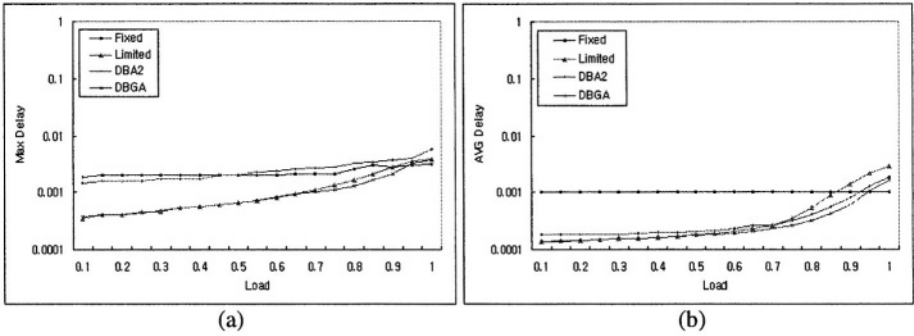 Fixed
Limited
DBA2
DBGA
Max Delay
1
0.1
0.01
0.001
0.0001
0.1 0.2 0.3 0.4 0.5 0.6 0.7 0.8 0.9 1
Load
(a)
Fixed
Limited
DBA2
DBGA
AVG Delay
1
0.1
0.01
0.001
0.0001
0.1 0.2 0.3 0.4 0.5 0.6 0.7 0.8 0.9 1
Load
(b)